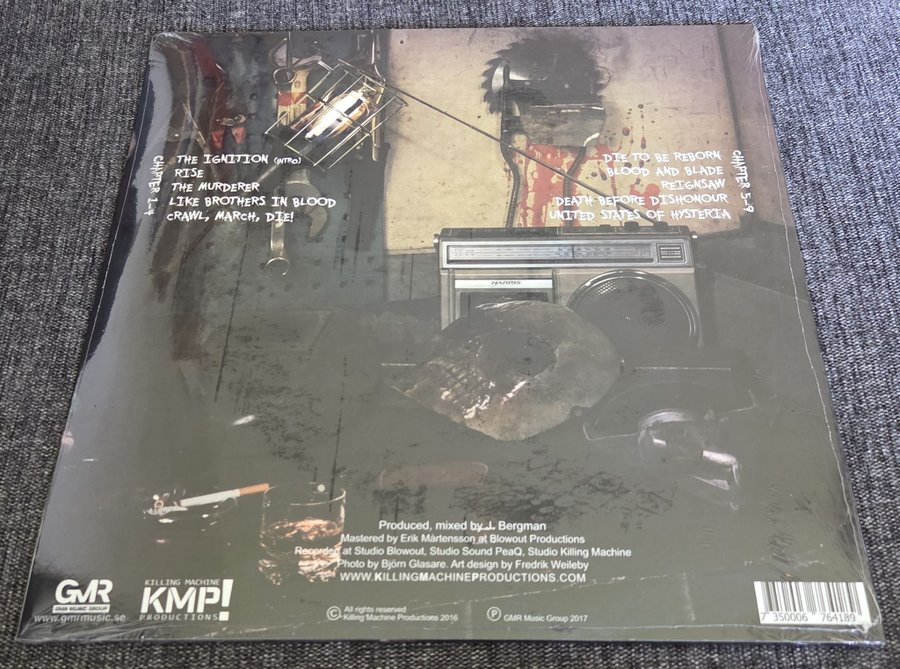 CHAPTER 1-4
THE IGNITION (INTRO)
RISE
THE MURDERER
LIKE BROTHERS IN BLOOD
CRAWL, MARCH, DIE!
CHAPTER 5-9
DIE TO BE REBORN
BLOOD AND BLADE
REIGNSAW
DEATH BEFORE DISHONOUR
UNITED STATES OF HYSTERIA
HARRIS
Produced, mixed by J. Bergman
Mastered by Erik Mårtensson at Blowout Productions
Recorded at Studio Blowout, Studio Sound PeaQ, Studio Killing Machine
Photo by Björn Glasare. Art design by Fredrik Weileby
WWW.KILLINGMACHINEPRODUCTIONS.COM
GMR
GMR MUSIC GROUP
www.gmrmusic.se
KILLING MACHINE
KMP!
PRODUCTIONS
© All rights reserved
Killing Machine Productions 2016
℗ GMR Music Group 2017
7 350006 764189